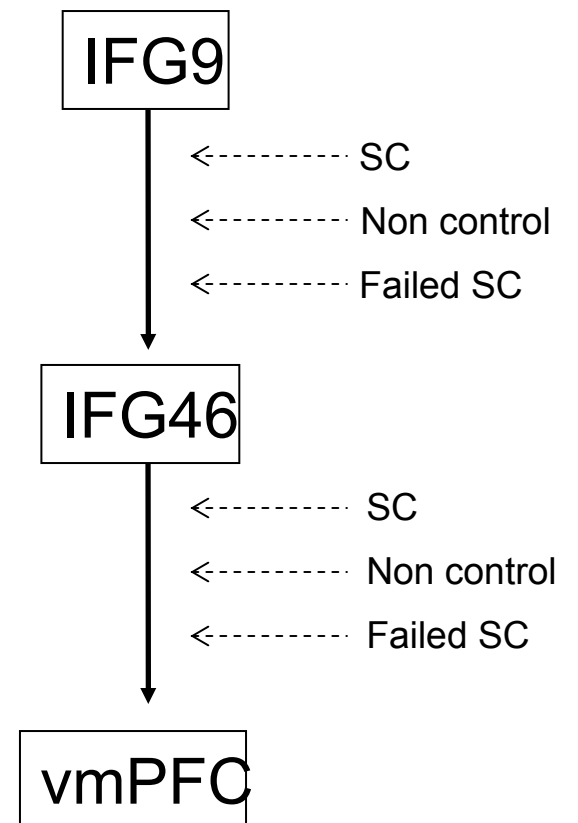 IFG9
SC
Non control
Failed SC
IFG46
SC
Non control
Failed SC
vmPFC